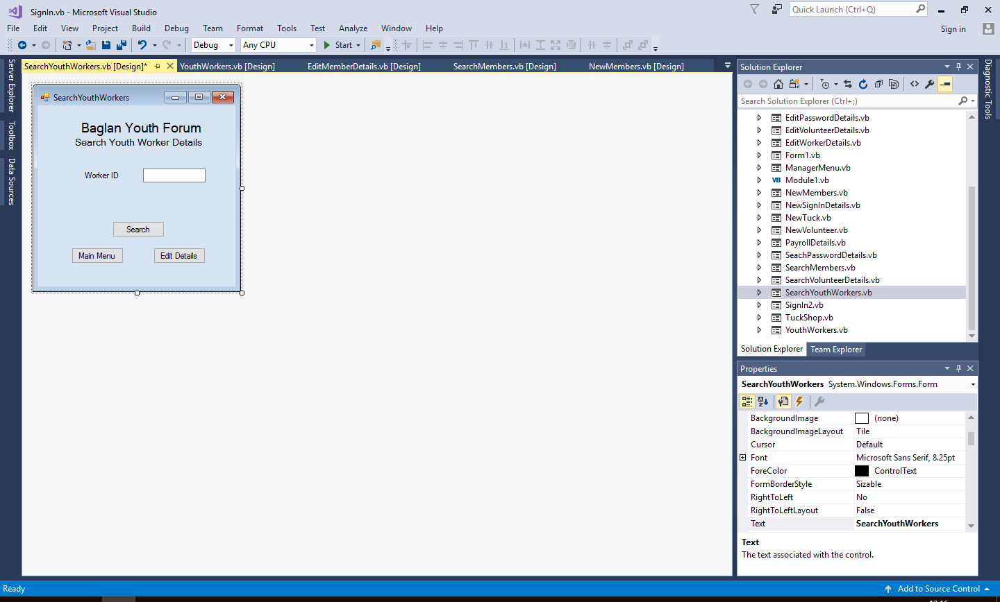 SignIn.vb - Microsoft Visual Studio
Quick Launch (Ctrl+Q)
File Edit View Project Build Debug Team Format Tools Test Analyze Window Help
Sign in
Debug Any CPU Start
Server Explorer
Toolbox
Data Sources
SearchYouthWorkers.vb [Design]* YouthWorkers.vb [Design] EditMemberDetails.vb [Design] SearchMembers.vb [Design] NewMembers.vb [Design]
SearchYouthWorkers
Baglan Youth Forum
Search Youth Worker Details
Worker ID
Search
Main Menu Edit Details
Solution Explorer
Search Solution Explorer (Ctrl+;)
EditPasswordDetails.vb
EditVolunteerDetails.vb
EditWorkerDetails.vb
Form1.vb
ManagerMenu.vb
VB Module1.vb
NewMembers.vb
NewSignInDetails.vb
NewTuck.vb
NewVolunteer.vb
PayrollDetails.vb
SeachPasswordDetails.vb
SearchMembers.vb
SearchVolunteerDetails.vb
SearchYouthWorkers.vb
SignIn2.vb
TuckShop.vb
YouthWorkers.vb
Solution Explorer Team Explorer
Properties
SearchYouthWorkers System.Windows.Forms.Form
BackgroundImage (none)
BackgroundImageLayout Tile
Cursor Default
Font Microsoft Sans Serif, 8.25pt
ForeColor ControlText
FormBorderStyle Sizable
RightToLeft No
RightToLeftLayout False
Text SearchYouthWorkers
Text
The text associated with the control.
Diagnostic Tools
Ready
Add to Source Control